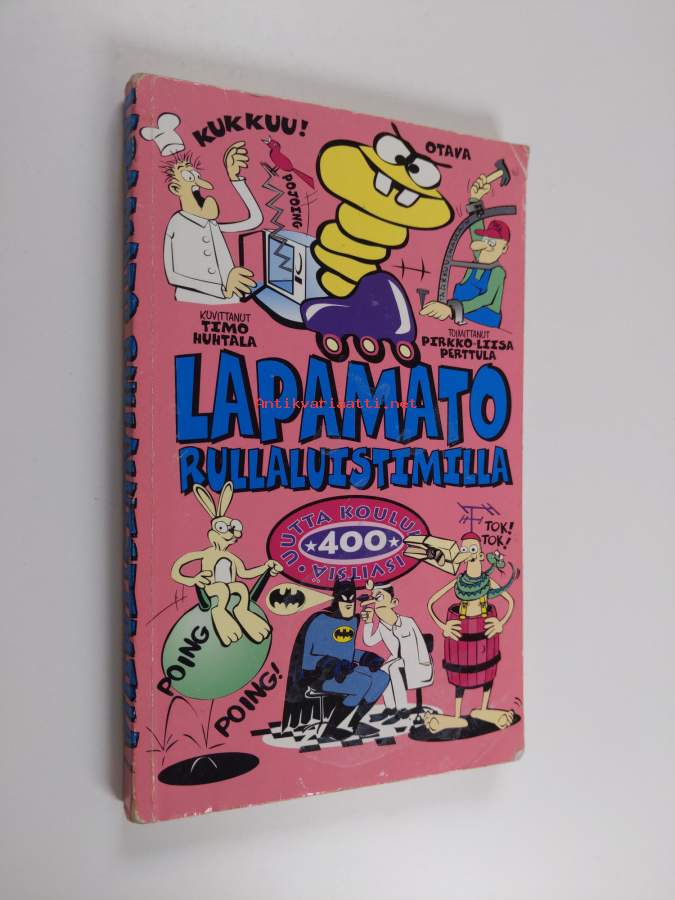 KUKKUU!
POJOING
OTAVA
KUVITTANUT
TIMO
HUHTALA
TOIMITTANUT
PIRKKO-LIISA
PERTTULA
LAPAMATO
Antikvariaatti.net
RULLALUISTIMILLA
UUTTA KOULU
400
ISVITSIÄ
TOK!
TOK!
POING
POING!